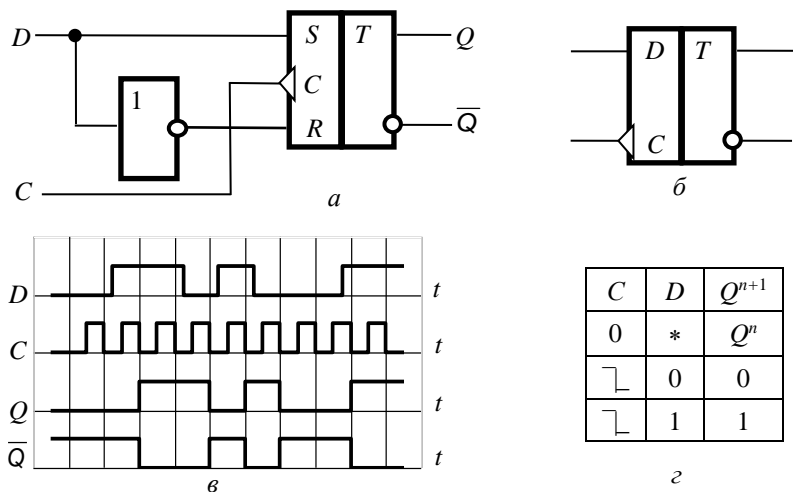 D S T Q
1 C
R Q̅
C
а
D T
C
б
D t
C t
Q t
Q̅ t
в
C D Qⁿ⁺¹
0 * Qⁿ
0 0
1 1
г